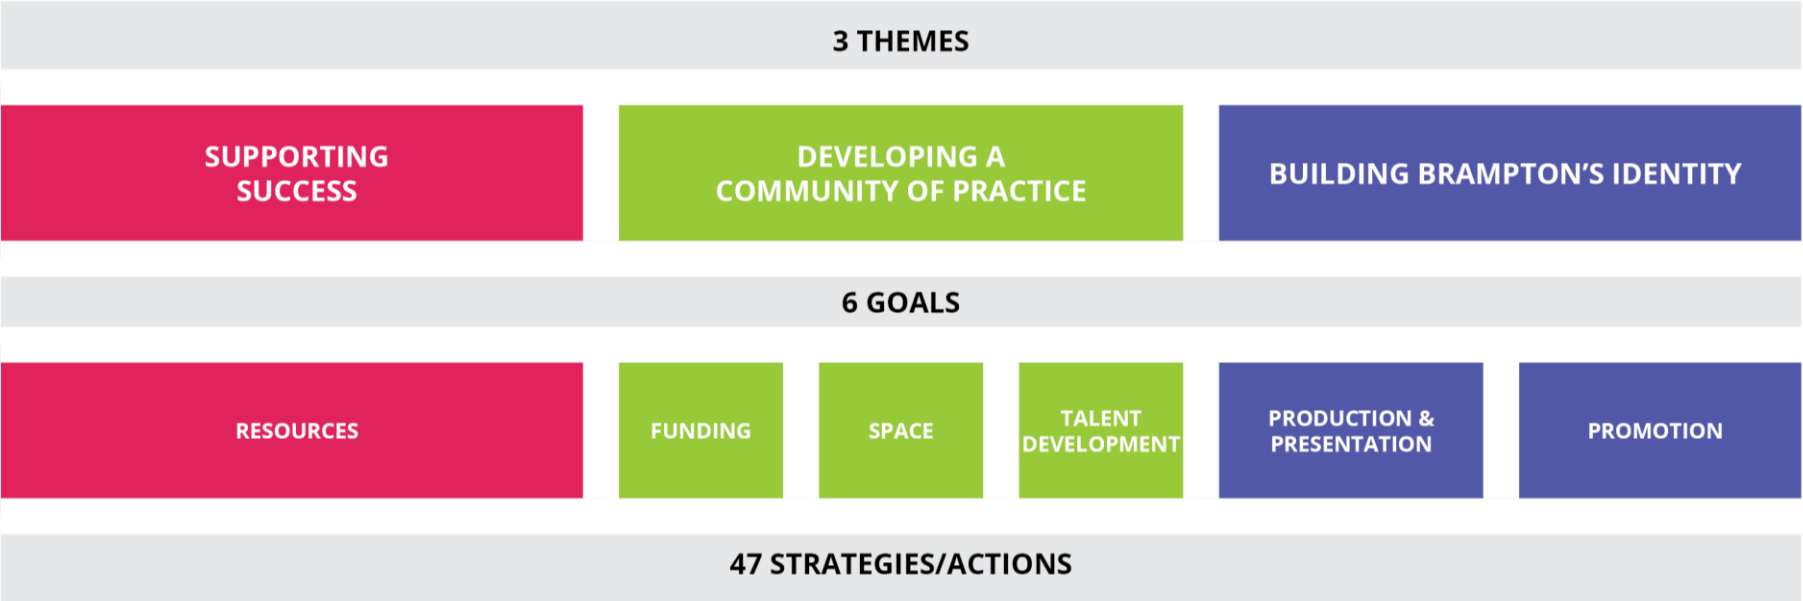 3 THEMES
SUPPORTING
SUCCESS
DEVELOPING A
COMMUNITY OF PRACTICE
BUILDING BRAMPTON’S IDENTITY
6 GOALS
RESOURCES
FUNDING
SPACE
TALENT
DEVELOPMENT
PRODUCTION &
PRESENTATION
PROMOTION
47 STRATEGIES/ACTIONS